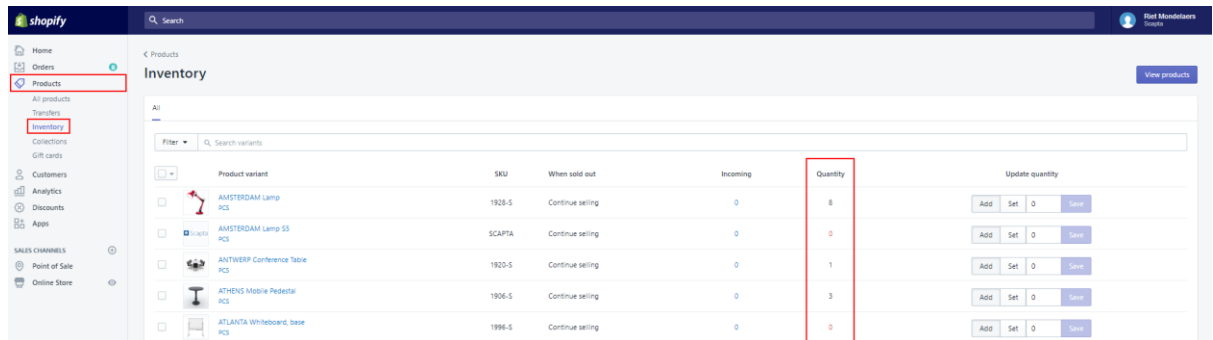 shopify
Search
Riet Mondelaers
Scapta
Home
Orders
Products
All products
Transfers
Inventory
Collections
Gift cards
Customers
Analytics
Discounts
Apps
SALES CHANNELS
Point of Sale
Online Store
Products
Inventory
View products
All
Filter
Search variants
Product variant SKU When sold out Incoming Quantity Update quantity
AMSTERDAM Lamp
PCS
1928-S Continue selling 0 8 Add Set 0 Save
Scapta
AMSTERDAM Lamp S5
PCS
SCAPTA Continue selling 0 0 Add Set 0 Save
ANTWERP Conference Table
PCS
1920-S Continue selling 0 1 Add Set 0 Save
ATHENS Mobile Pedestal
PCS
1906-S Continue selling 0 3 Add Set 0 Save
ATLANTA Whiteboard, base
PCS
1996-S Continue selling 0 0 Add Set 0 Save